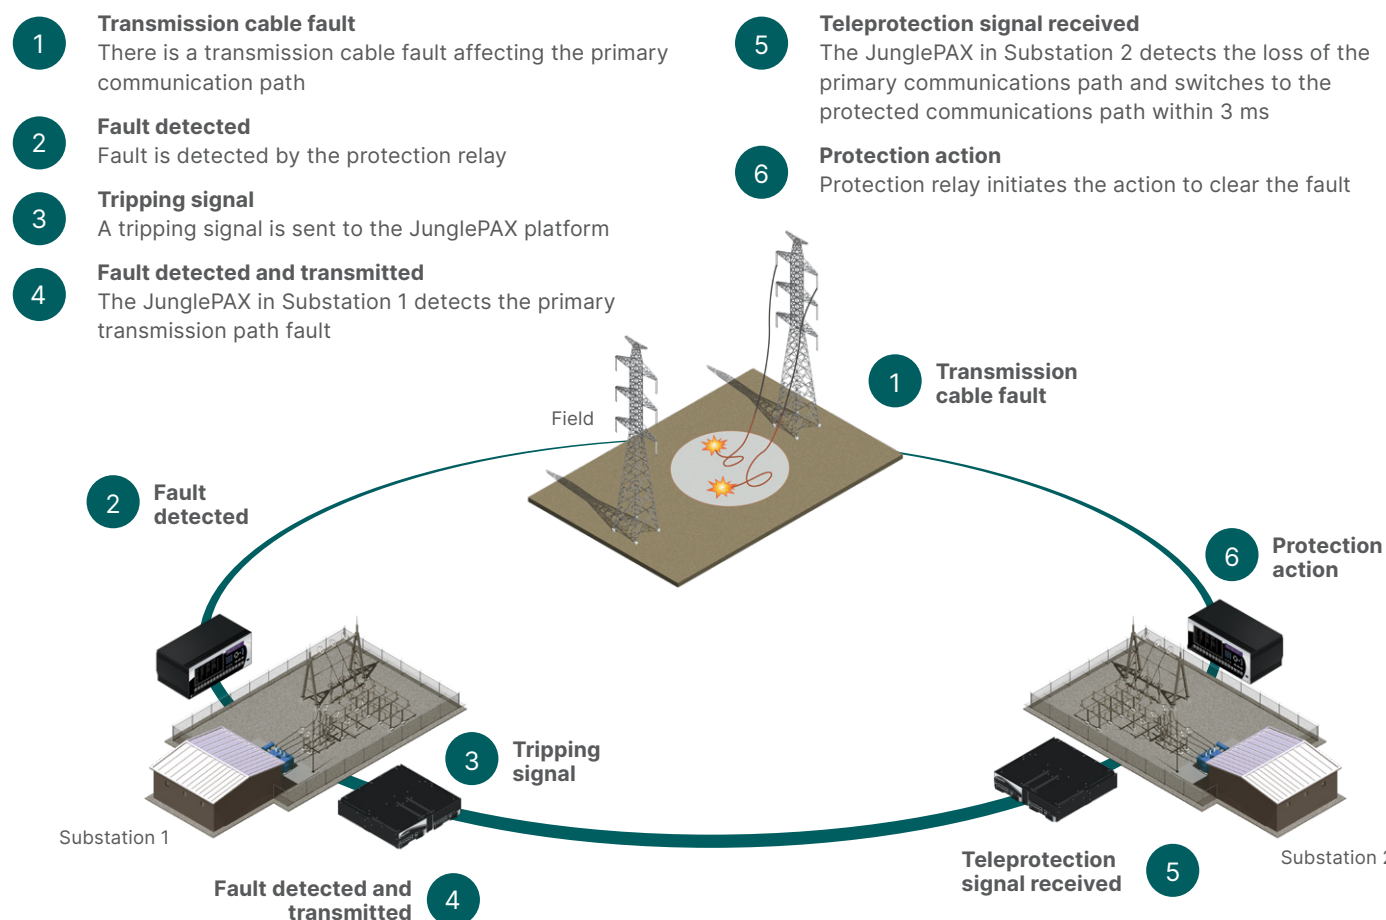 1
Transmission cable fault
There is a transmission cable fault affecting the primary
communication path
2
Fault detected
Fault is detected by the protection relay
3
Tripping signal
A tripping signal is sent to the JunglePAX platform
4
Fault detected and transmitted
The JunglePAX in Substation 1 detects the primary
transmission path fault
5
Teleprotection signal received
The JunglePAX in Substation 2 detects the loss of the
primary communications path and switches to the
protected communications path within 3 ms
6
Protection action
Protection relay initiates the action to clear the fault
1
Transmission
cable fault
Field
2
Fault
detected
6
Protection
action
3
Tripping
signal
Substation 1
Teleprotection
signal received
5
Substation 2
Fault detected and
transmitted
4